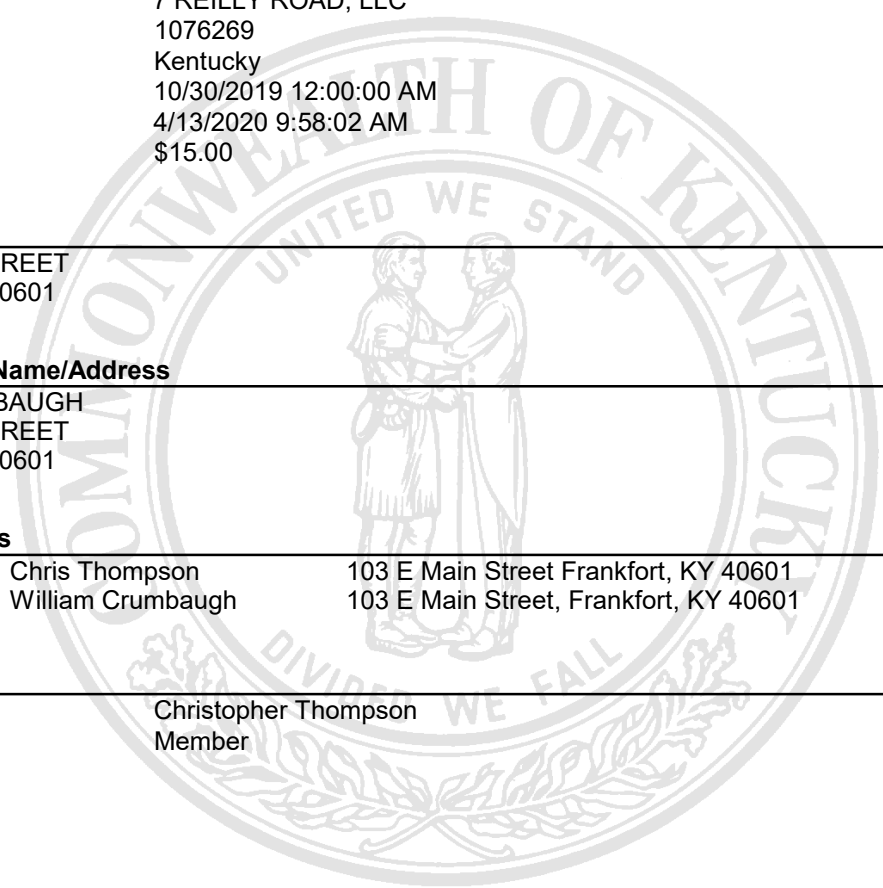 7 REILLY ROAD, LLC
1076269
Kentucky
10/30/2019 12:00:00 AM
4/13/2020 9:58:02 AM
$15.00
REET
0601
Name/Address
BAUGH
REET
0601
s
Chris Thompson 103 E Main Street Frankfort, KY 40601
William Crumbaugh 103 E Main Street, Frankfort, KY 40601
Christopher Thompson
Member
COMMONWEALTH OF KENTUCKY
UNITED WE STAND
DIVIDED WE FALL